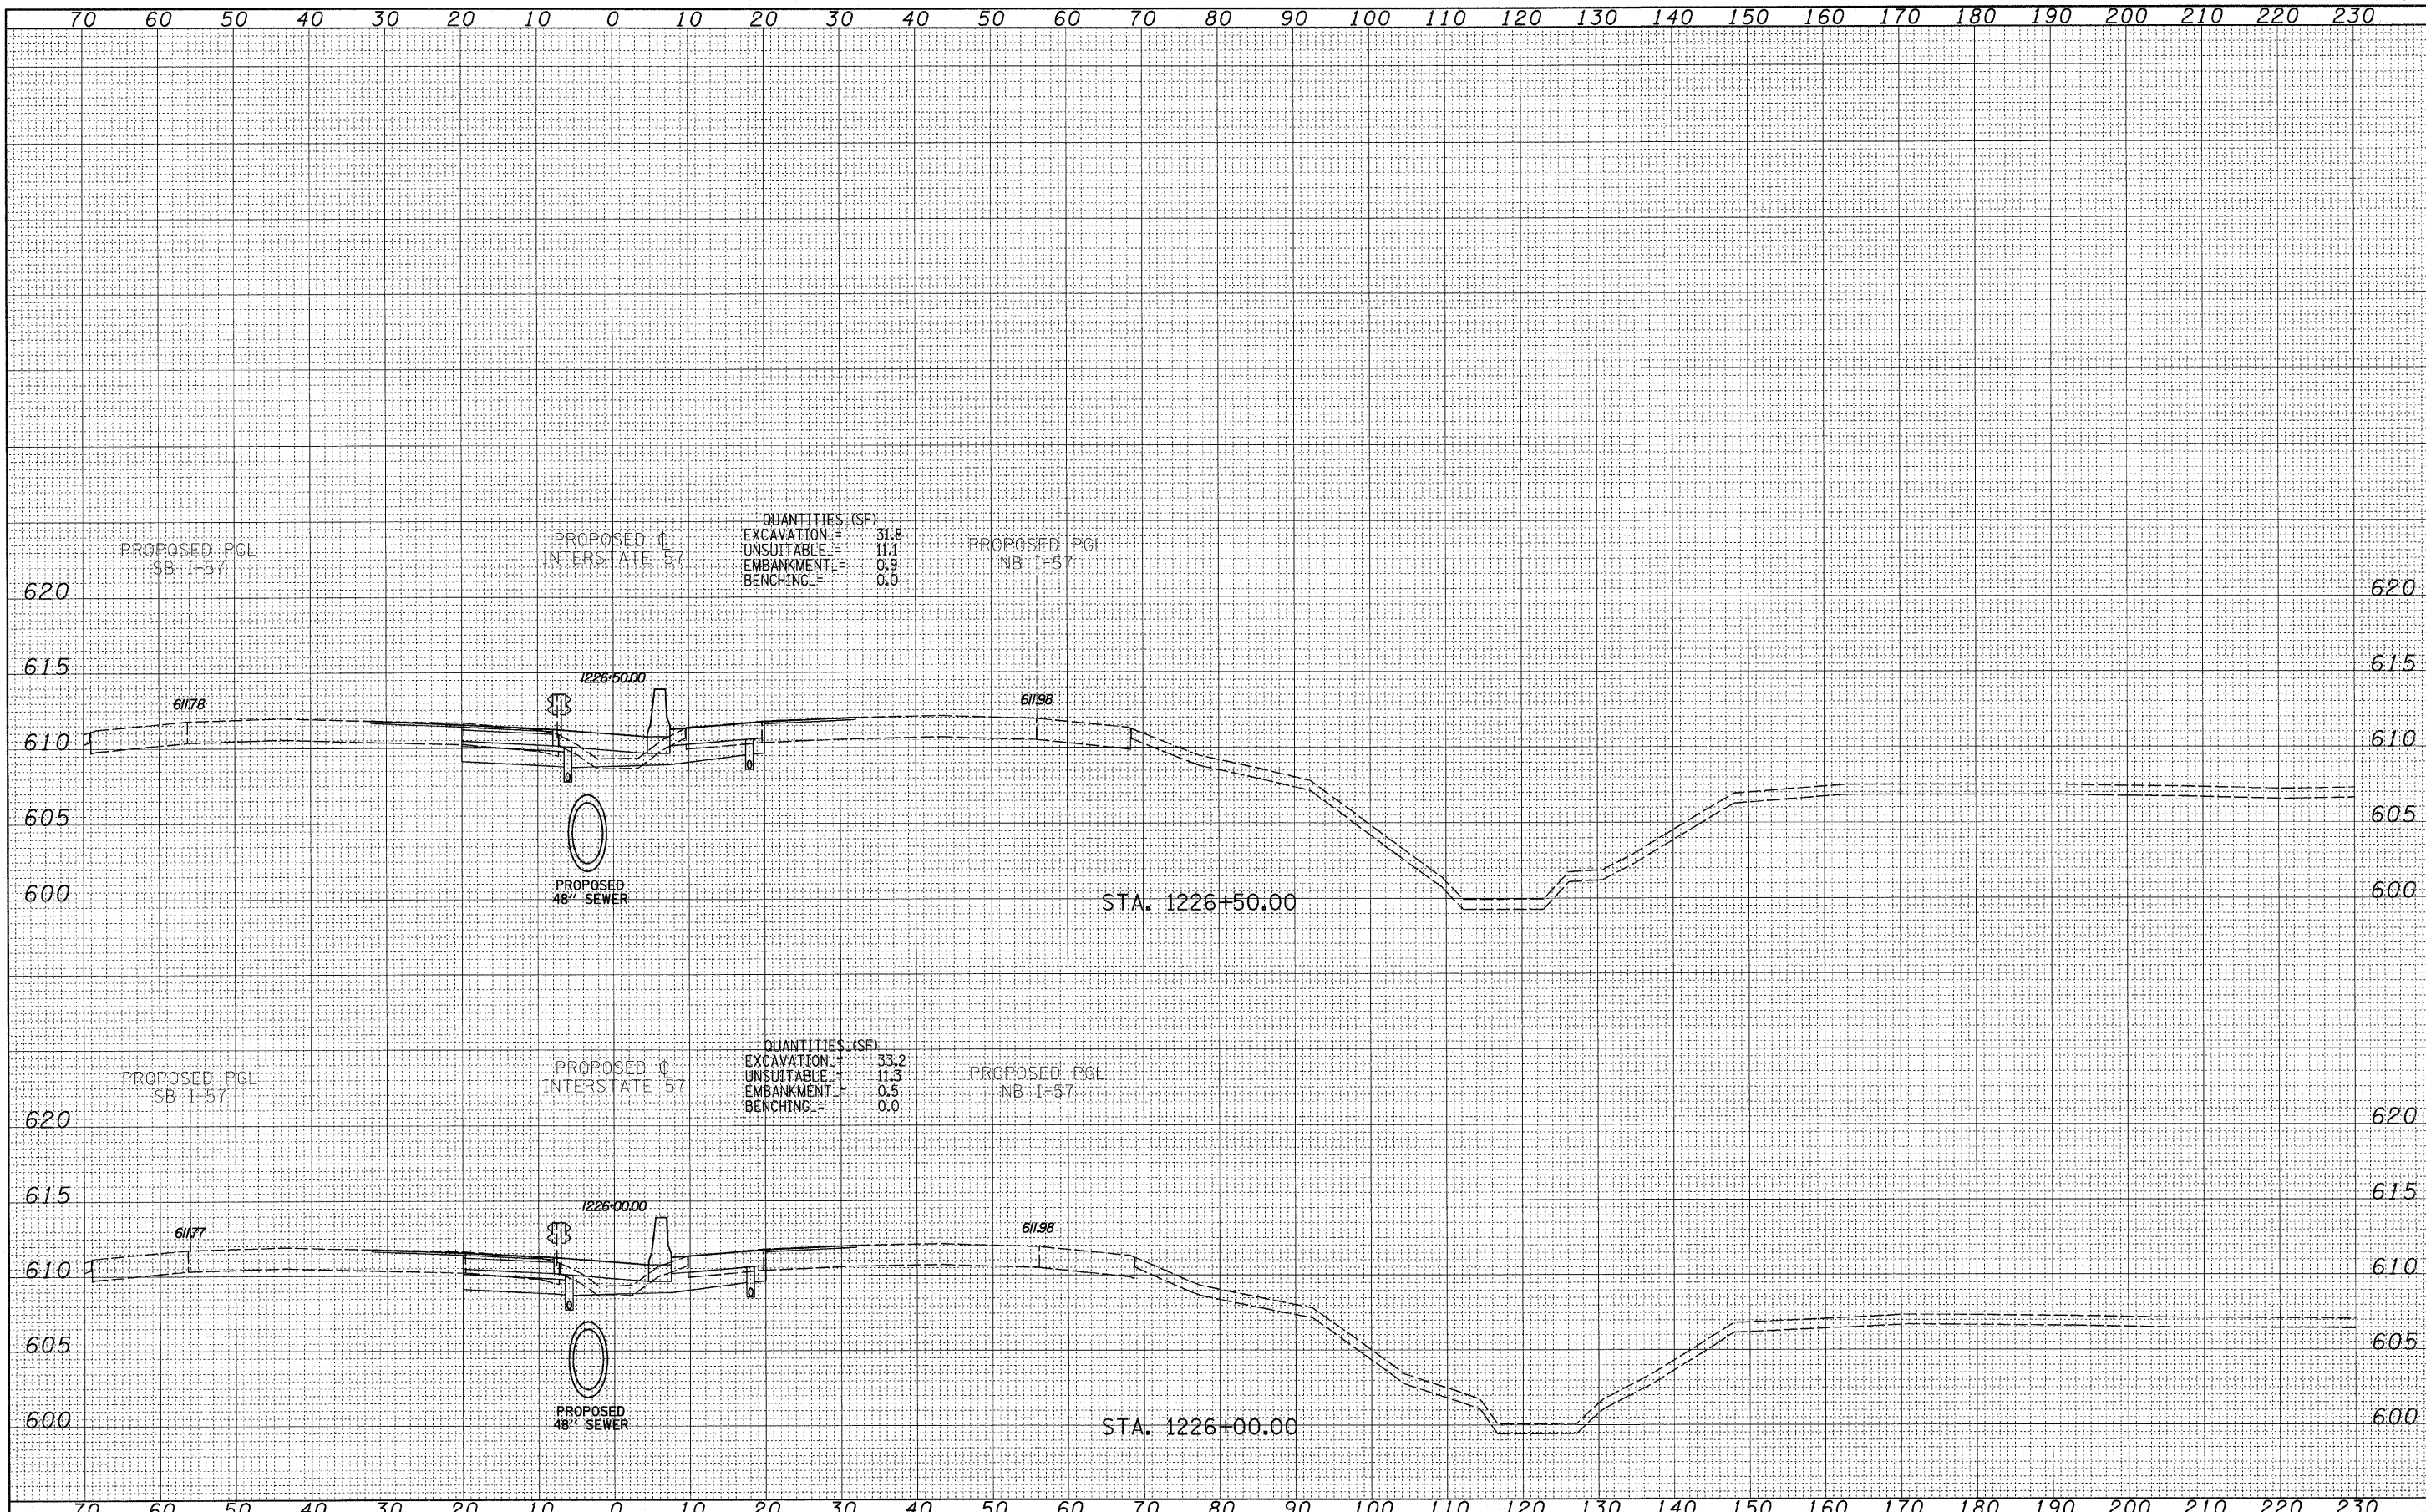 70 60 50 40 30 20 10 0 10 20 30 40 50 60 70 80 90 100 110 120 130 140 150 160 170 180 190 200 210 220 230
QUANTITIES (SF)
EXCAVATION = 31.8
UNSUITABLE = 11.1
EMBANKMENT = 0.9
BENCHING = 0.0
PROPOSED PGL
SB I-57
PROPOSED ℄
INTERSTATE 57
PROPOSED PGL
NB I-57
620 620
615 615
1226+50.00
611.78 611.98
610 610
605 605
PROPOSED
48" SEWER
600 600
STA. 1226+50.00
QUANTITIES (SF)
EXCAVATION = 33.2
UNSUITABLE = 11.3
EMBANKMENT = 0.5
BENCHING = 0.0
PROPOSED PGL
SB I-57
PROPOSED ℄
INTERSTATE 57
PROPOSED PGL
NB I-57
620 620
615 615
1226+00.00
611.77 611.98
610 610
605 605
PROPOSED
48" SEWER
600 600
STA. 1226+00.00
70 60 50 40 30 20 10 0 10 20 30 40 50 60 70 80 90 100 110 120 130 140 150 160 170 180 190 200 210 220 230